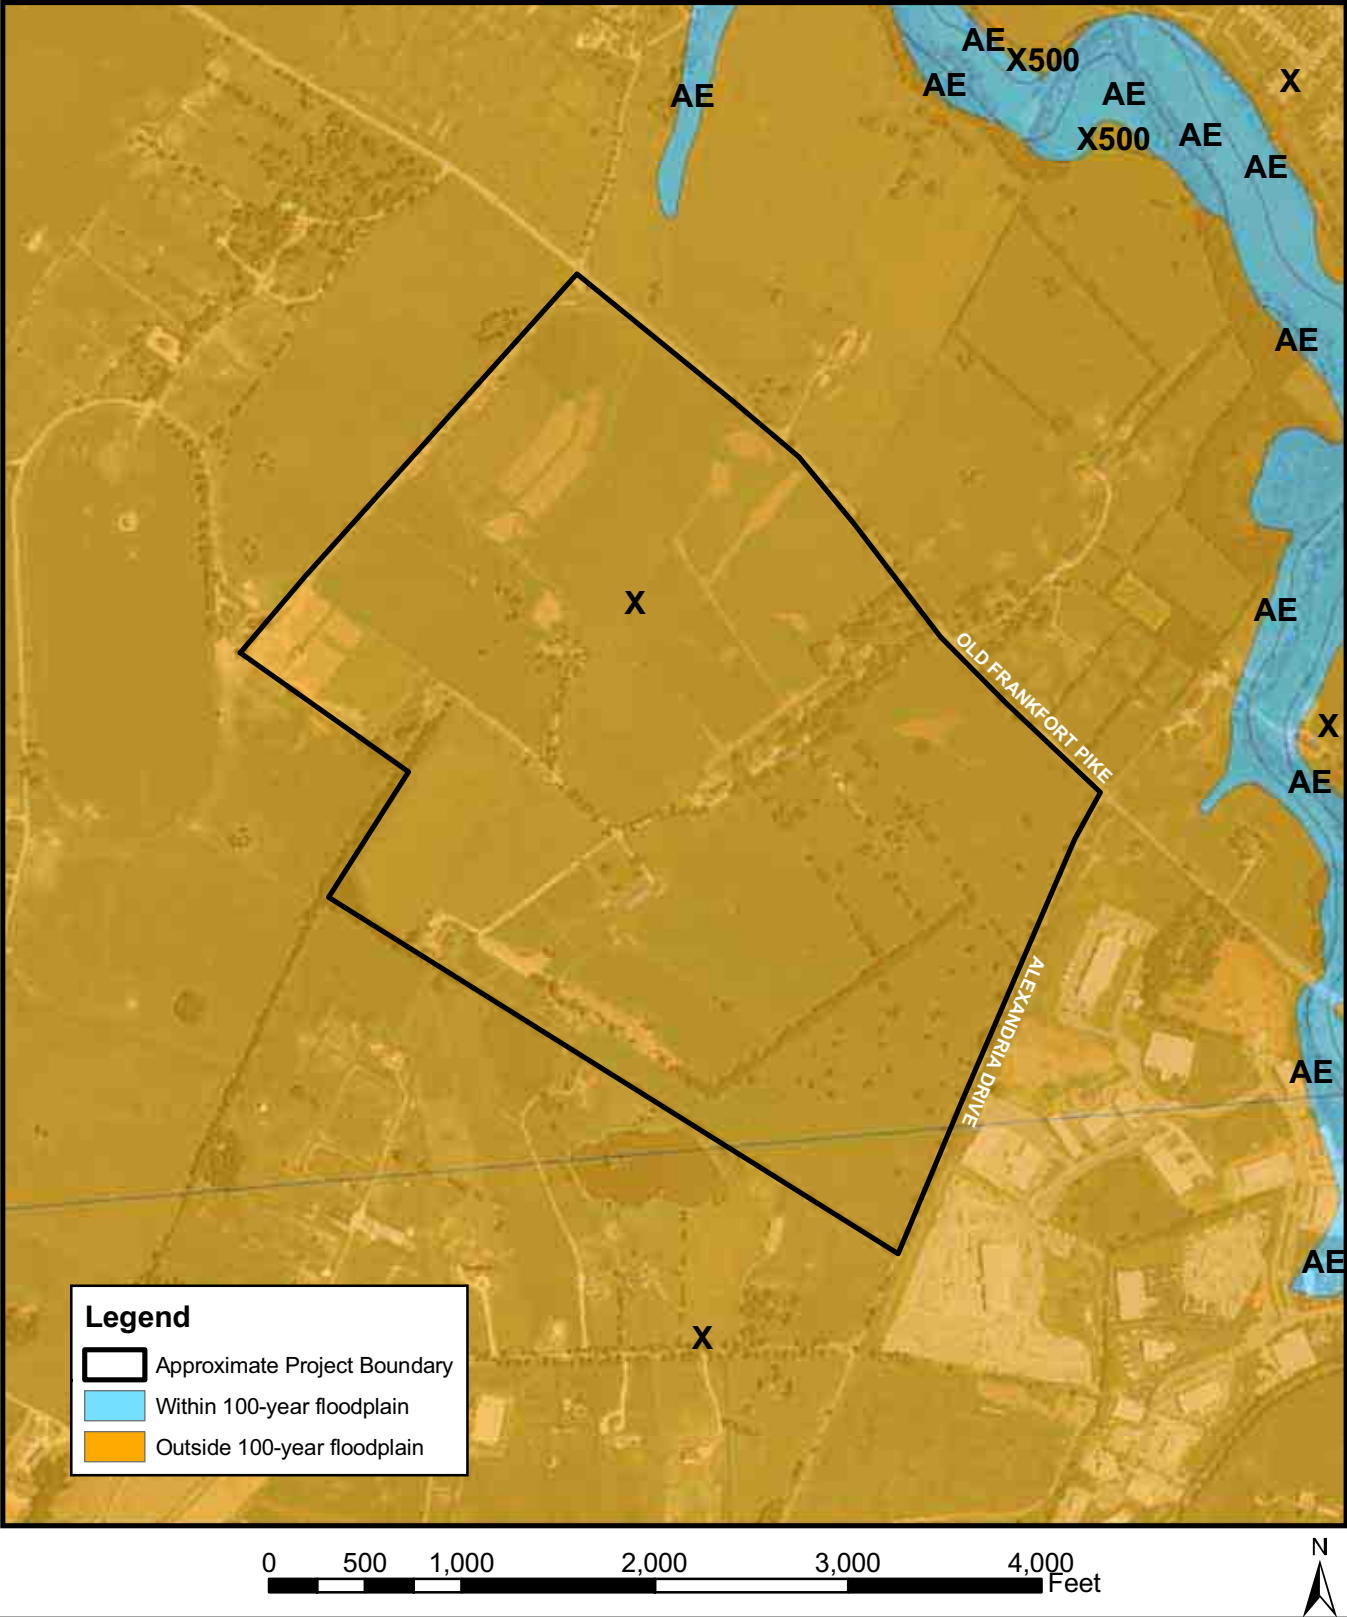 AE
X500
X
AE
AE
AE
AE
X500
AE
AE
AE
X
AE
OLD FRANKFORT PIKE
X
AE
ALEXANDRIA DRIVE
AE
AE
X
Legend
Approximate Project Boundary
Within 100-year floodplain
Outside 100-year floodplain
0 500 1,000 2,000 3,000 4,000
Feet
N